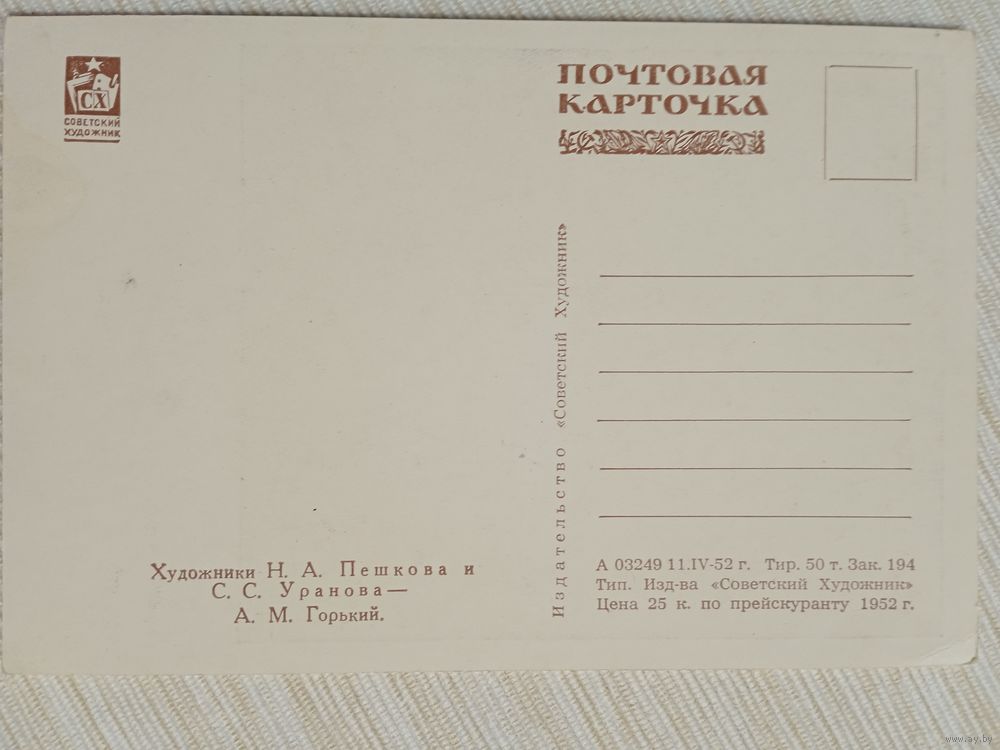 СХ
СОВЕТСКИЙ
ХУДОЖНИК
ПОЧТОВАЯ
КАРТОЧКА
Издательство «Советский Художник»
Художники Н. А. Пешкова и
С. С. Уранова—
А. М. Горький.
А 03249 11.IV-52 г. Тир. 50 т. Зак. 194
Тип. Изд-ва «Советский Художник»
Цена 25 к. по прейскуранту 1952 г.
www.ay.by